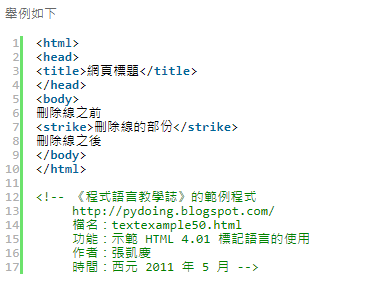 舉例如下
1 <html>
2 <head>
3 <title>網頁標題</title>
4 </head>
5 <body>
6 刪除線之前
7 <strike>刪除線的部份</strike>
8 刪除線之後
9 </body>
10 </html>
11
12 <!-- 《程式語言教學誌》的範例程式
13 http://pydoing.blogspot.com/
14 檔名：textexample50.html
15 功能：示範 HTML 4.01 標記語言的使用
16 作者：張凱慶
17 時間：西元 2011 年 5 月 -->